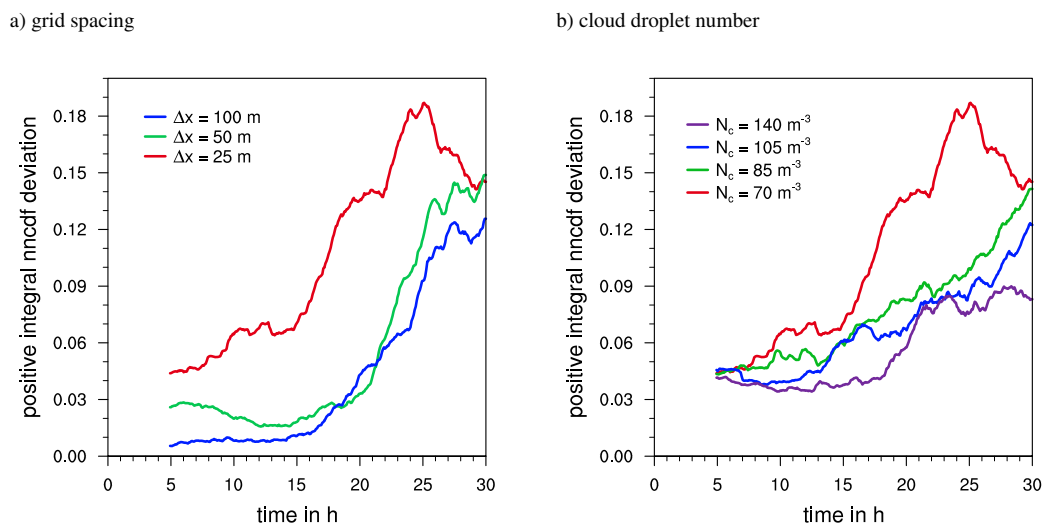 a) grid spacing
b) cloud droplet number
positive integral nncdf deviation
0.18
0.15
0.12
0.09
0.06
0.03
0.00
Δx = 100 m
Δx = 50 m
Δx = 25 m
0 5 10 15 20 25 30
time in h
positive integral nncdf deviation
0.18
0.15
0.12
0.09
0.06
0.03
0.00
N_c = 140 m⁻³
N_c = 105 m⁻³
N_c = 85 m⁻³
N_c = 70 m⁻³
0 5 10 15 20 25 30
time in h